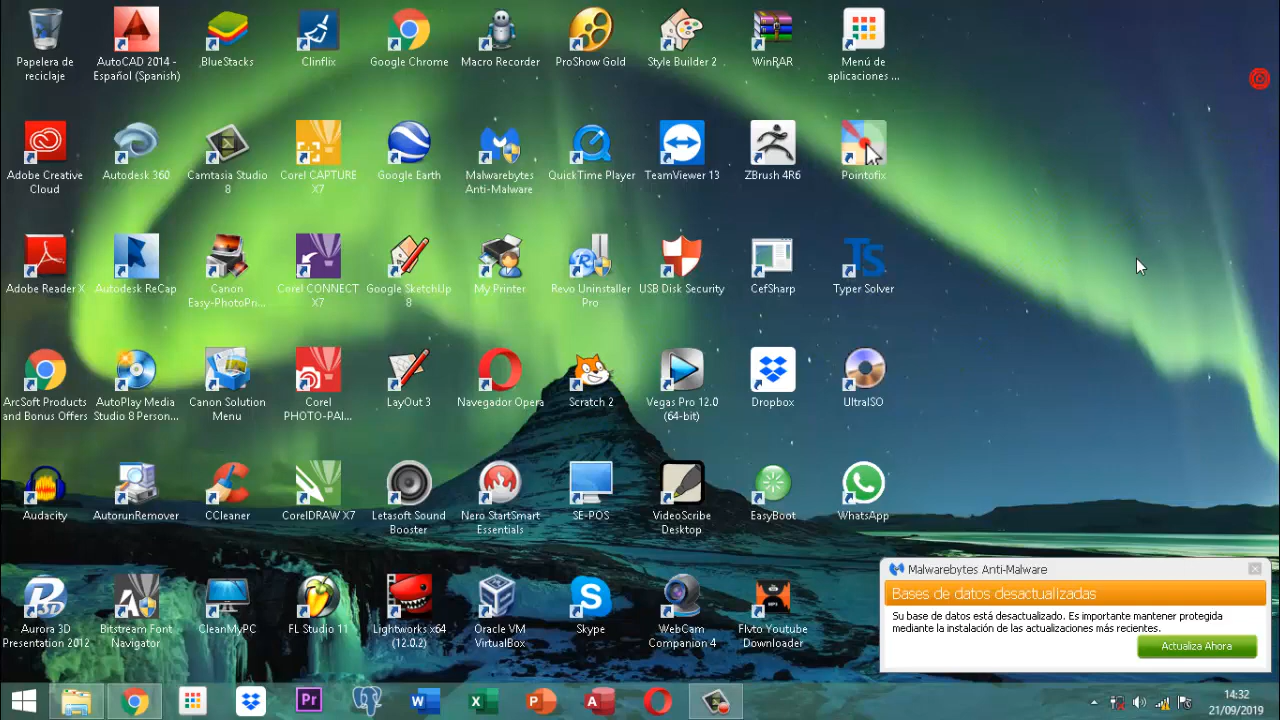 Papelera de
reciclaje
AutoCAD 2014 -
Español (Spanish)
BlueStacks
Clinflix
Google Chrome
Macro Recorder
ProShow Gold
Style Builder 2
WinRAR
Menú de
aplicaciones ...
Adobe Creative
Cloud
Autodesk 360
Camtasia Studio
8
Corel CAPTURE
X7
Google Earth
Malwarebytes
Anti-Malware
QuickTime Player
TeamViewer 13
ZBrush 4R6
Pointofix
Adobe Reader X
Autodesk ReCap
Canon
Easy-PhotoPrin...
Corel CONNECT
X7
Google SketchUp
8
My Printer
Revo Uninstaller
Pro
USB Disk Security
CefSharp
TS
Typer Solver
ArcSoft Products
and Bonus Offers
AutoPlay Media
Studio 8 Person...
Canon Solution
Menu
Corel
PHOTO-PAI...
LayOut 3
Navegador Opera
Scratch 2
Vegas Pro 12.0
(64-bit)
Dropbox
UltraISO
Audacity
AutorunRemover
CCleaner
CorelDRAW X7
Letasoft Sound
Booster
Nero StartSmart
Essentials
SE-POS
VideoScribe
Desktop
EasyBoot
WhatsApp
Aurora 3D
Presentation 2012
Bitstream Font
Navigator
CleanMyPC
FL Studio 11
Lightworks x64
(12.0.2)
Oracle VM
VirtualBox
Skype
WebCam
Companion 4
Flvto Youtube
Downloader
Malwarebytes Anti-Malware
Bases de datos desactualizadas
Su base de datos está desactualizado. Es importante mantener protegida
mediante la instalación de las actualizaciones más recientes.
Actualiza Ahora
Pr
14:32
21/09/2019